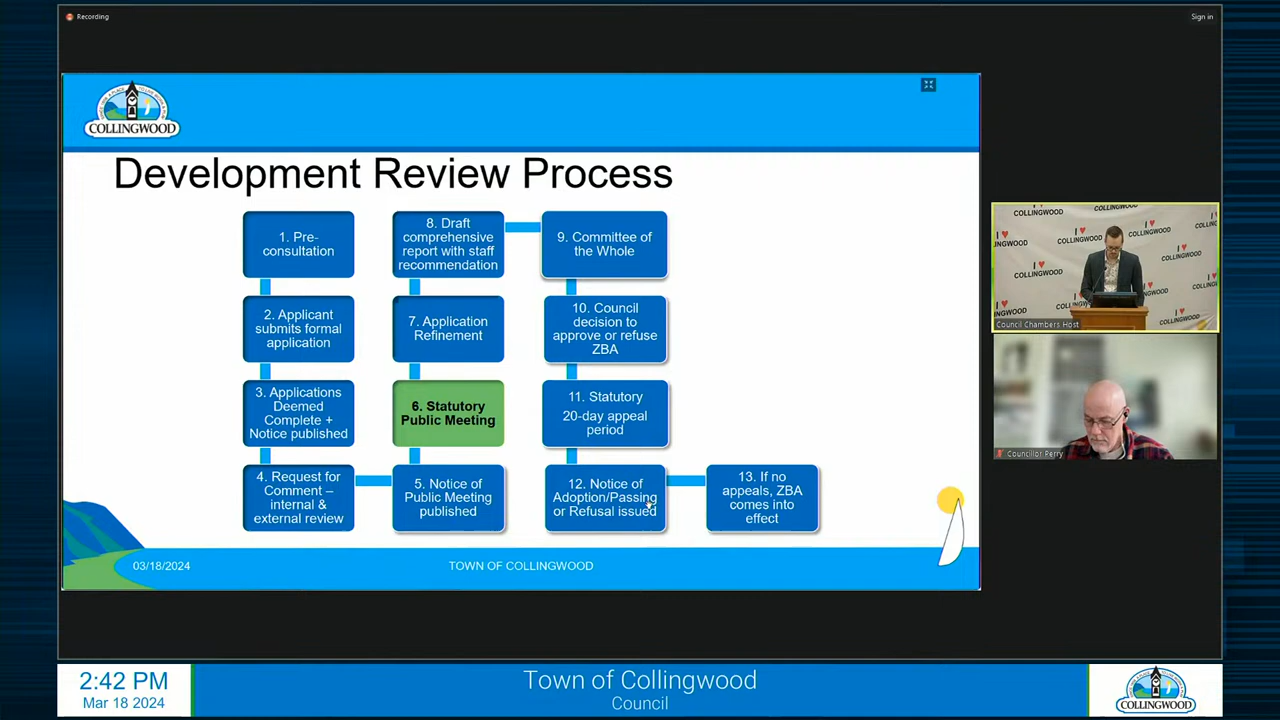 Recording
Sign in
COLLINGWOOD
Development Review Process
1. Pre-
consultation
2. Applicant
submits formal
application
3. Applications
Deemed
Complete +
Notice published
4. Request for
Comment –
internal &
external review
5. Notice of
Public Meeting
published
6. Statutory
Public Meeting
7. Application
Refinement
8. Draft
comprehensive
report with staff
recommendation
9. Committee of
the Whole
10. Council
decision to
approve or refuse
ZBA
11. Statutory
20-day appeal
period
12. Notice of
Adoption/Passing
or Refusal issued
13. If no
appeals, ZBA
comes into
effect
03/18/2024
TOWN OF COLLINGWOOD
I
COLLINGWOOD
I
COLLINGWOOD
I
COLLINGWOOD
Council Chambers Host
Councillor Perry
2:42 PM
Mar 18 2024
Town of Collingwood
Council
COLLINGWOOD